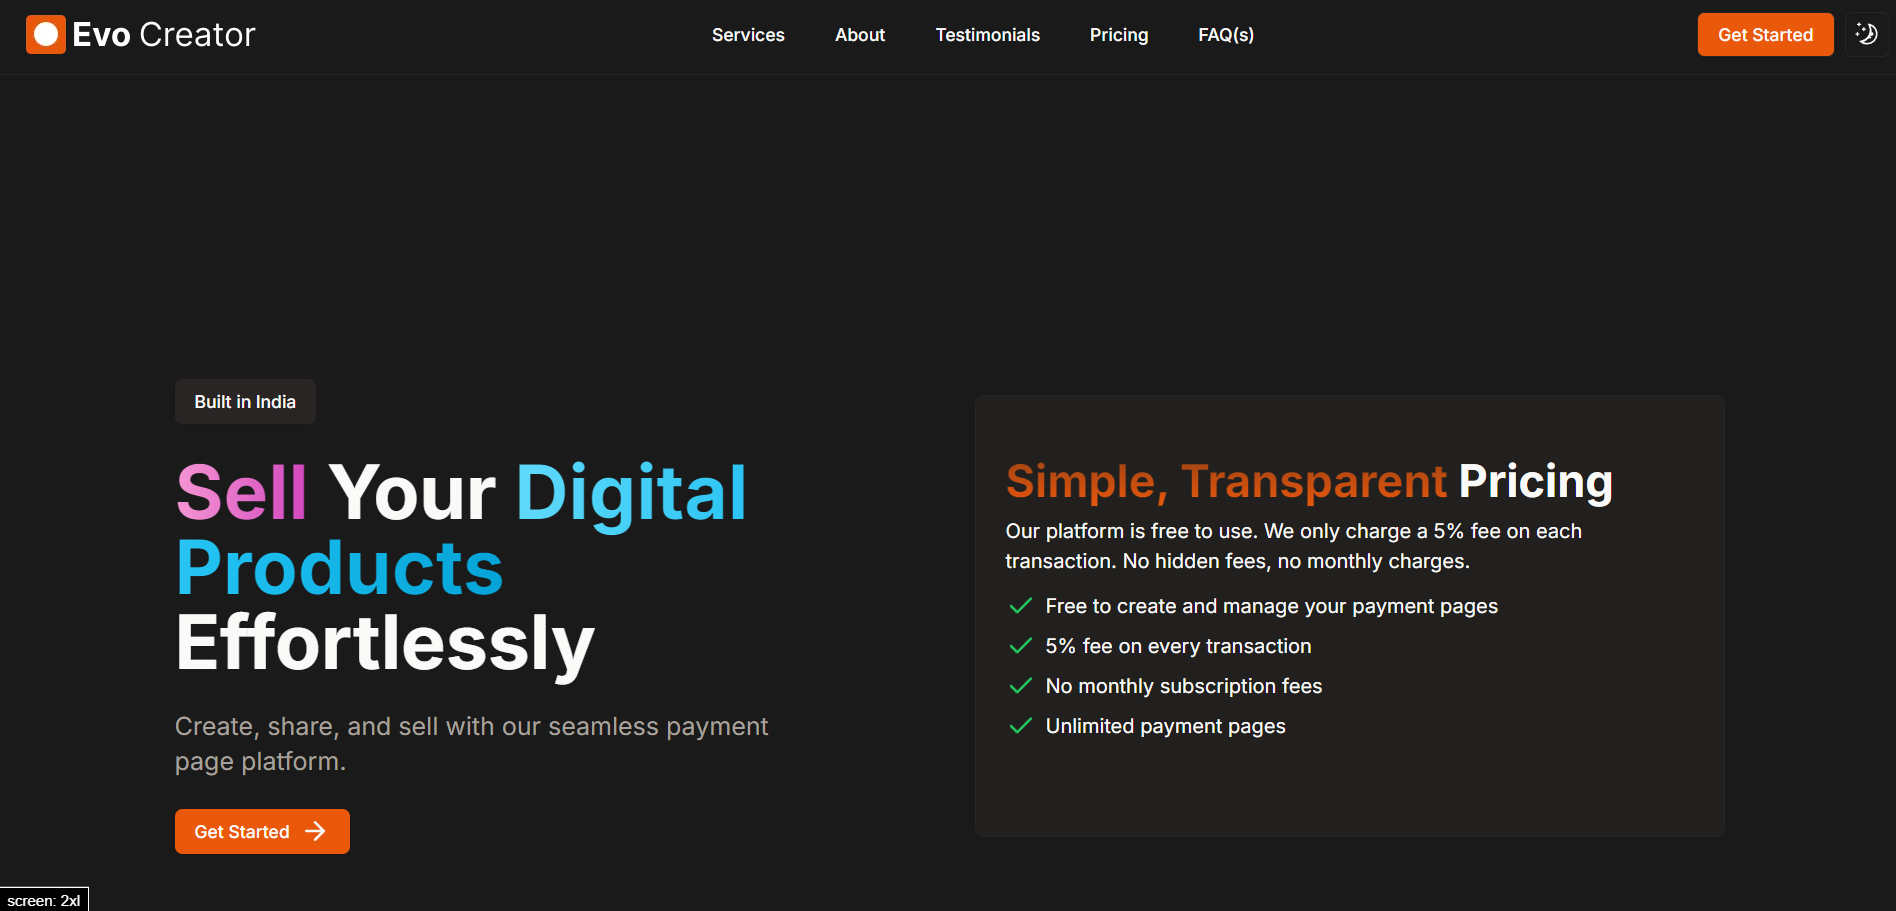 Evo Creator
Services
About
Testimonials
Pricing
FAQ(s)
Get Started
Built in India
Sell Your Digital
Products
Effortlessly
Create, share, and sell with our seamless payment
page platform.
Get Started
Simple, Transparent Pricing
Our platform is free to use. We only charge a 5% fee on each
transaction. No hidden fees, no monthly charges.
Free to create and manage your payment pages
5% fee on every transaction
No monthly subscription fees
Unlimited payment pages
screen: 2xl